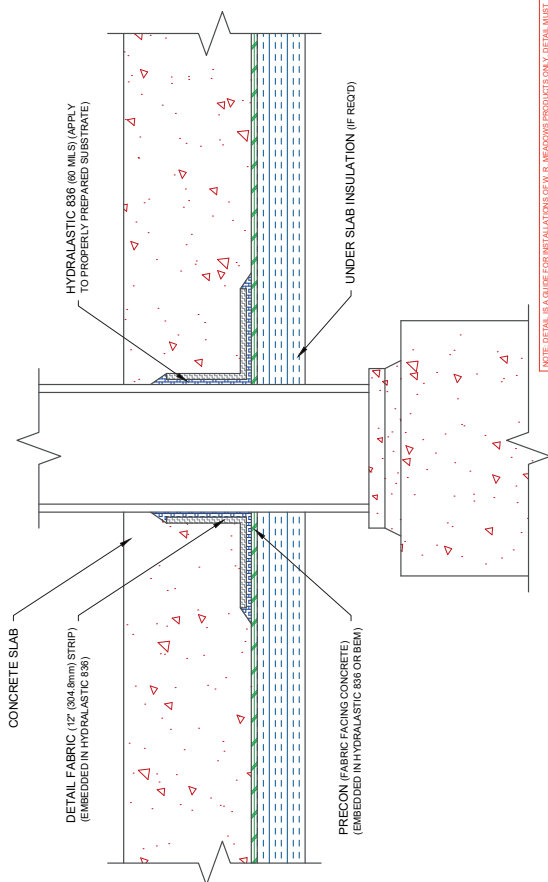 CONCRETE SLAB
DETAIL FABRIC (12" (304.8mm) STRIP)
(EMBEDDED IN HYDRALASTIC 836)
PRECON (FABRIC FACING CONCRETE)
(EMBEDDED IN HYDRALASTIC 836 OR BEM)
HYDRALASTIC 836 (60 MILS) (APPLY
TO PROPERLY PREPARED SUBSTRATE)
UNDER SLAB INSULATION (IF REQ'D)
NOTE: DETAIL IS A GUIDE FOR INSTALLATIONS OF W. R. MEADOWS PRODUCTS ONLY. DETAIL MUST